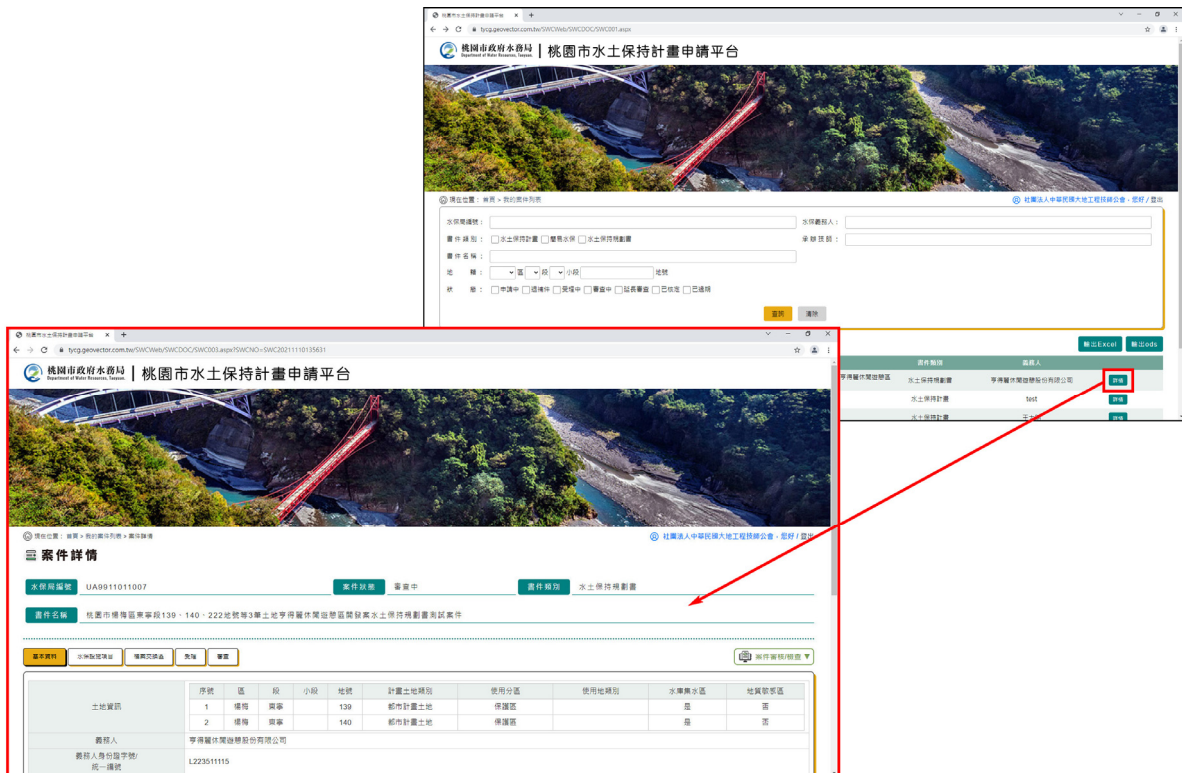 桃園市水土保持計畫申請平台
tycg.geovector.com.tw/SWCWeb/SWCDOC/SWC001.aspx
桃園市政府水務局
Department of Water Resources, Taoyuan
桃園市水土保持計畫申請平台
現在位置：首頁 > 我的案件列表
社團法人中華民國大地工程技師公會，您好 / 登出
水保局編號：
水保義務人：
書件類別：水土保持計畫 簡易水保 水土保持規劃書
承辦技師：
書件名稱：
地籍：區 段 小段 地號
狀態：申請中 退補件 受理中 審查中 延長審查 已核定 已過期
查詢 清除
輸出Excel 輸出ods
書件類別 義務人
亨得麗休閒遊憩區 水土保持規劃書 亨得麗休閒遊憩股份有限公司 詳情
水土保持計畫 test 詳情
水土保持計畫 詳情
桃園市水土保持計畫申請平台
tycg.geovector.com.tw/SWCWeb/SWCDOC/SWC003.aspx?SWCNO=SWC20211110135631
桃園市政府水務局
Department of Water Resources, Taoyuan
桃園市水土保持計畫申請平台
現在位置：首頁 > 我的案件列表 > 案件詳情
社團法人中華民國大地工程技師公會，您好 / 登出
案件詳情
水保局編號 UA9911011007 案件狀態 審查中 書件類別 水土保持規劃書
書件名稱 桃園市楊梅區東寧段139、140、222地號等3筆土地亨得麗休閒遊憩區開發案水土保持規劃書測試案件
基本資料 水保設施項目 檔案交換區 受理 審查
案件審核/檢查 ▼
序號 區 段 小段 地號 計畫土地類別 使用分區 使用地類別 水庫集水區 地質敏感區
土地資訊
1 楊梅 東寧 139 都市計畫土地 保護區 是 否
2 楊梅 東寧 140 都市計畫土地 保護區 是 否
義務人 亨得麗休閒遊憩股份有限公司
義務人身份證字號/
統一編號
L223511115